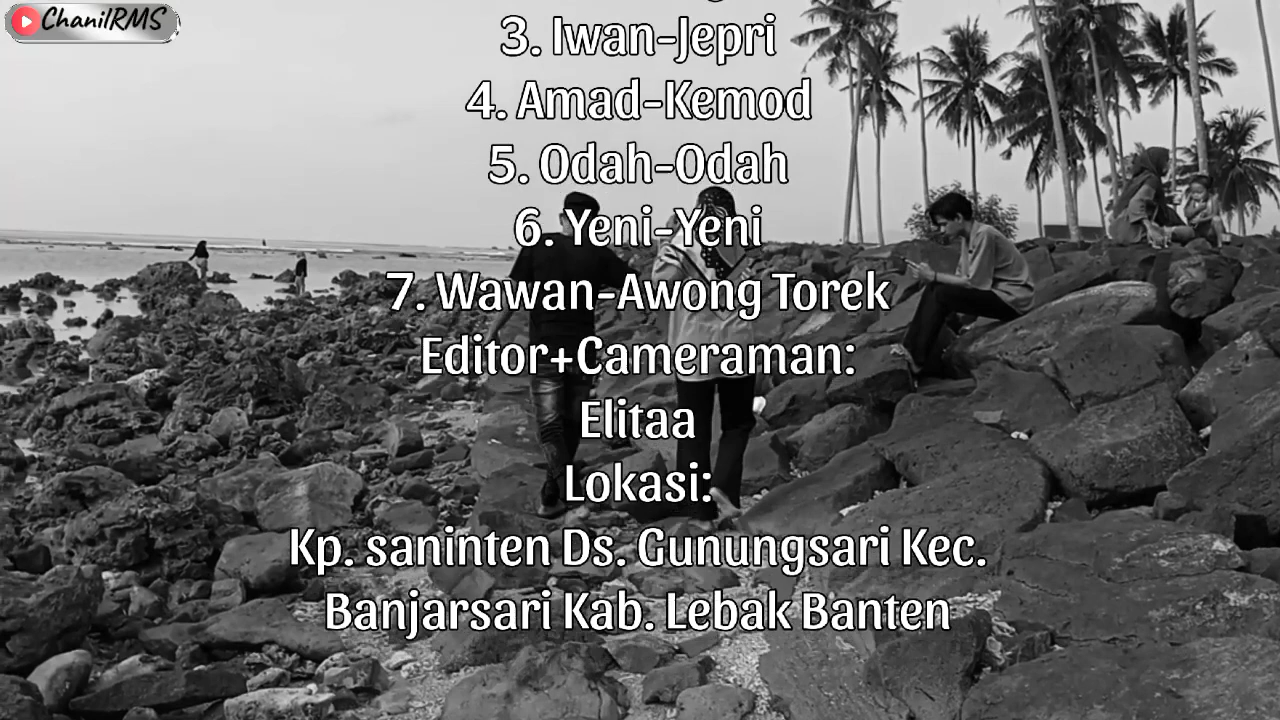 ChanilRMS
3. Iwan-Jepri
4. Amad-Kemod
5. Odah-Odah
6. Yeni-Yeni
7. Wawan-Awong Torek
Editor+Cameraman:
Elitaa
Lokasi:
Kp. saninten Ds. Gunungsari Kec.
Banjarsari Kab. Lebak Banten